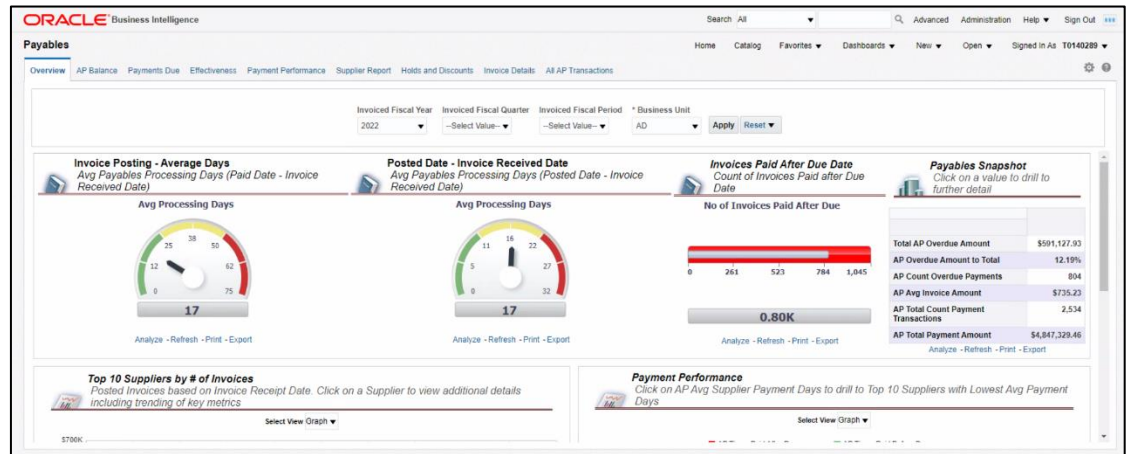 ORACLE Business Intelligence
Search All Advanced Administration Help Sign Out
Payables
Home Catalog Favorites Dashboards New Open Signed In As T0140289
Overview AP Balance Payments Due Effectiveness Payment Performance Supplier Report Holds and Discounts Invoice Details All AP Transactions
Invoiced Fiscal Year Invoiced Fiscal Quarter Invoiced Fiscal Period * Business Unit
2022 --Select Value-- --Select Value-- AD Apply Reset
Invoice Posting - Average Days
Avg Payables Processing Days (Paid Date - Invoice
Received Date)
Avg Processing Days
0 12 25 38 50 62 75
17
Analyze - Refresh - Print - Export
Posted Date - Invoice Received Date
Avg Payables Processing Days (Posted Date - Invoice
Received Date)
Avg Processing Days
0 5 11 16 22 27 32
17
Analyze - Refresh - Print - Export
Invoices Paid After Due Date
Count of Invoices Paid after Due
Date
No of Invoices Paid After Due
0 261 523 784 1,045
0.80K
Analyze - Refresh - Print - Export
Payables Snapshot
Click on a value to drill to
further detail
Total AP Overdue Amount $591,127.93
AP Overdue Amount to Total 12.19%
AP Count Overdue Payments 804
AP Avg Invoice Amount $735.23
AP Total Count Payment
Transactions 2,534
AP Total Payment Amount $4,847,329.46
Analyze - Refresh - Print - Export
Top 10 Suppliers by # of Invoices
Posted Invoices based on Invoice Receipt Date. Click on a Supplier to view additional details
including trending of key metrics
Select View Graph
$700K
Payment Performance
Click on AP Avg Supplier Payment Days to drill to Top 10 Suppliers with Lowest Avg Payment
Days
Select View Graph